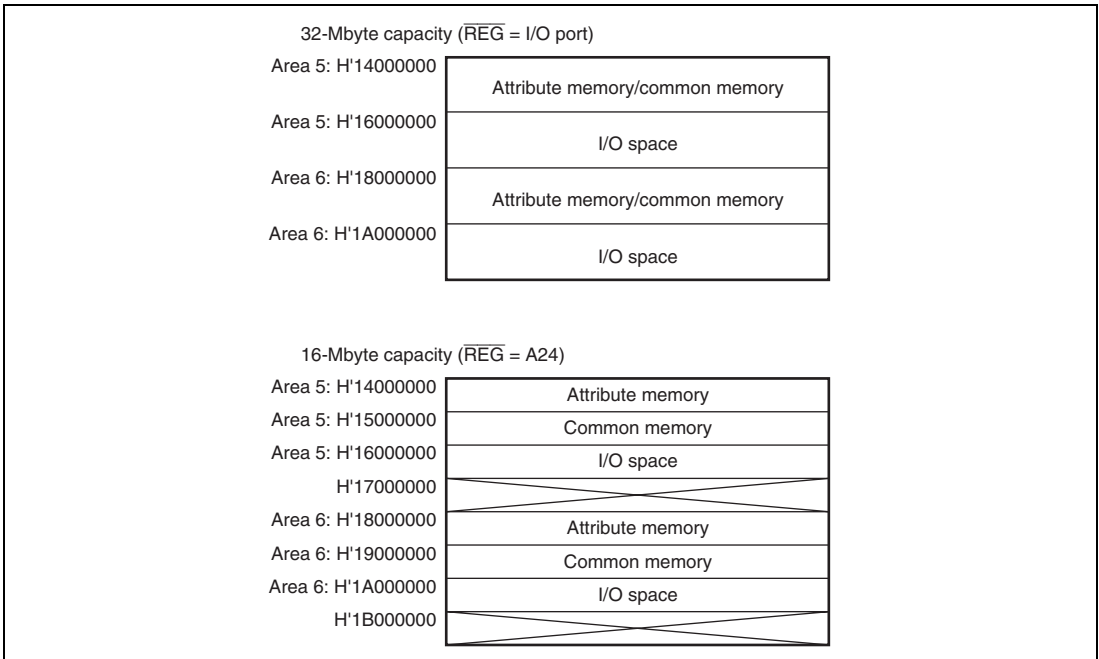 32-Mbyte capacity (REG = I/O port)
Area 5: H'14000000
Attribute memory/common memory
Area 5: H'16000000
I/O space
Area 6: H'18000000
Attribute memory/common memory
Area 6: H'1A000000
I/O space
16-Mbyte capacity (REG = A24)
Area 5: H'14000000
Attribute memory
Area 5: H'15000000
Common memory
Area 5: H'16000000
I/O space
H'17000000
Area 6: H'18000000
Attribute memory
Area 6: H'19000000
Common memory
Area 6: H'1A000000
I/O space
H'1B000000